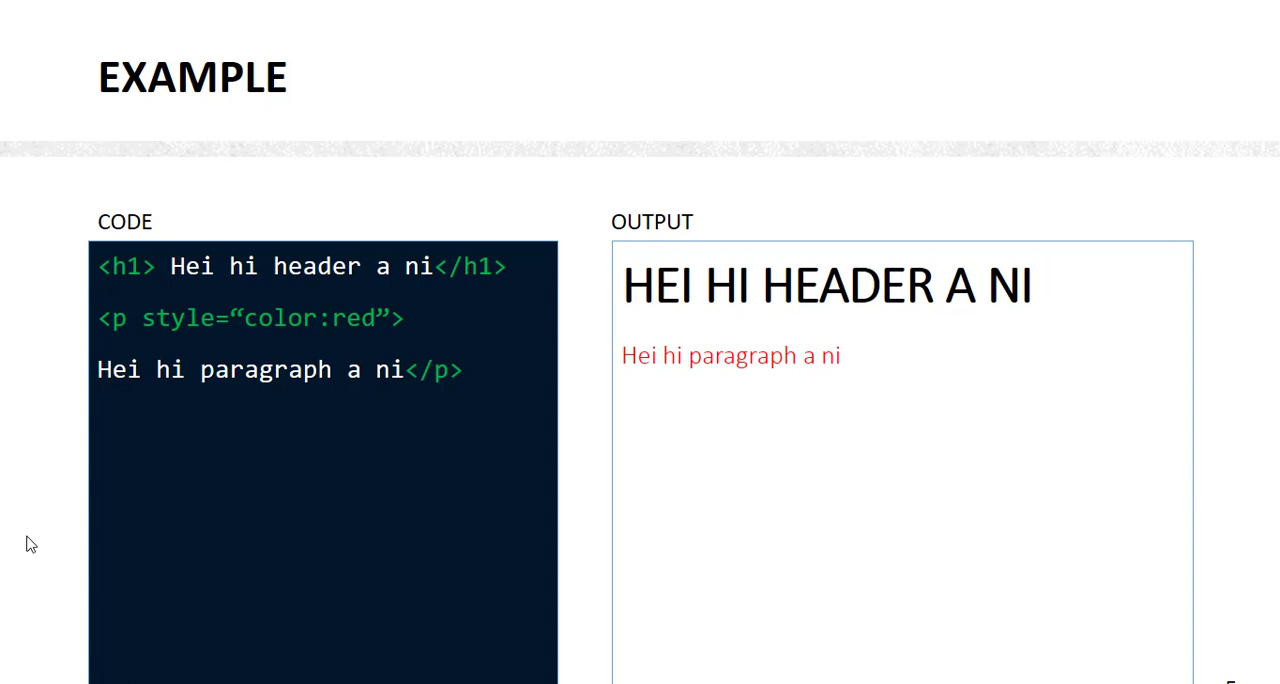 EXAMPLE
CODE
<h1> Hei hi header a ni</h1>
<p style=“color:red”>
Hei hi paragraph a ni</p>
OUTPUT
HEI HI HEADER A NI
Hei hi paragraph a ni